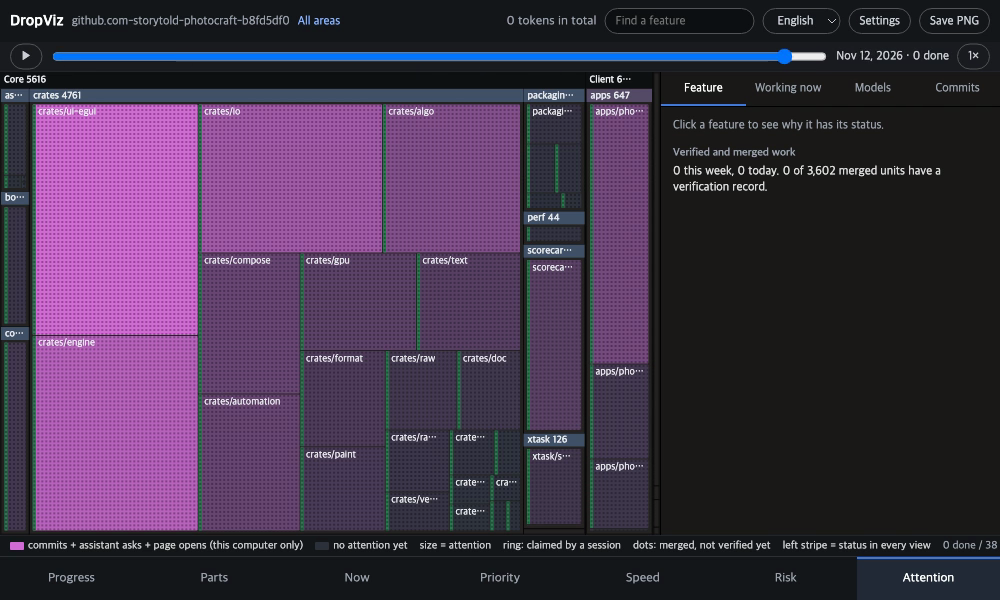 DropViz github.com-storytold-photocraft-b8fd5df0 All areas 0 tokens in total Find a feature English Settings Save PNG
Nov 12, 2026 · 0 done 1×
Core 5616 Client 6···
as··· crates 4761 packagin··· apps 647
crates/ui-egui crates/io crates/algo packagi··· apps/pho···
bo···
perf 44
scorecar···
crates/compose crates/gpu crates/text scoreca···
co···
crates/engine
crates/format crates/raw crates/doc
apps/pho···
crates/automation
crates/ra··· crate···
xtask 126
crates/paint xtask/s···
apps/pho···
crate··· cra···
crates/ve···
crate···
Feature Working now Models Commits
Click a feature to see why it has its status.
Verified and merged work
0 this week, 0 today. 0 of 3,602 merged units have a
verification record.
commits + assistant asks + page opens (this computer only) no attention yet size = attention ring: claimed by a session dots: merged, not verified yet left stripe = status in every view 0 done / 38
Progress Parts Now Priority Speed Risk Attention